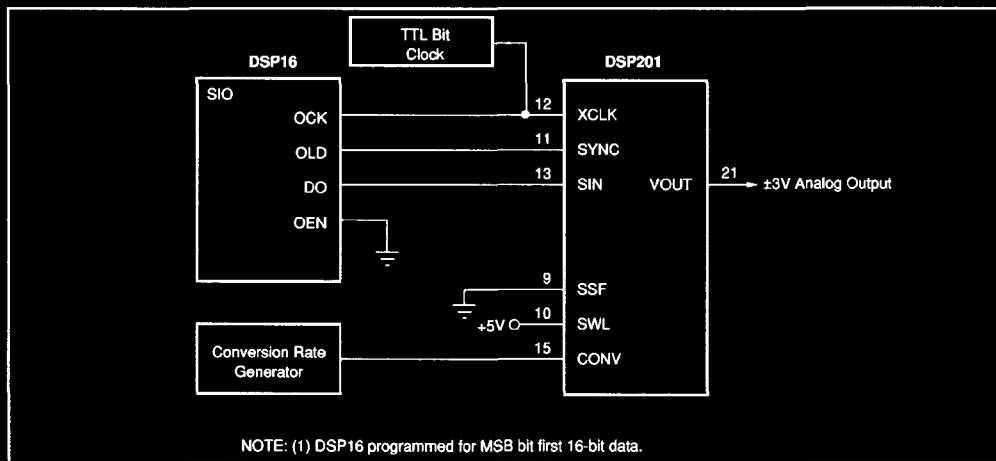 TTL Bit
Clock
DSP16
DSP201
SIO
OCK
12
XCLK
OLD
11
SYNC
DO
13
SIN
VOUT
21
±3V Analog Output
OEN
9
SSF
+5V
10
SWL
Conversion Rate
Generator
15
CONV
NOTE: (1) DSP16 programmed for MSB bit first 16-bit data.